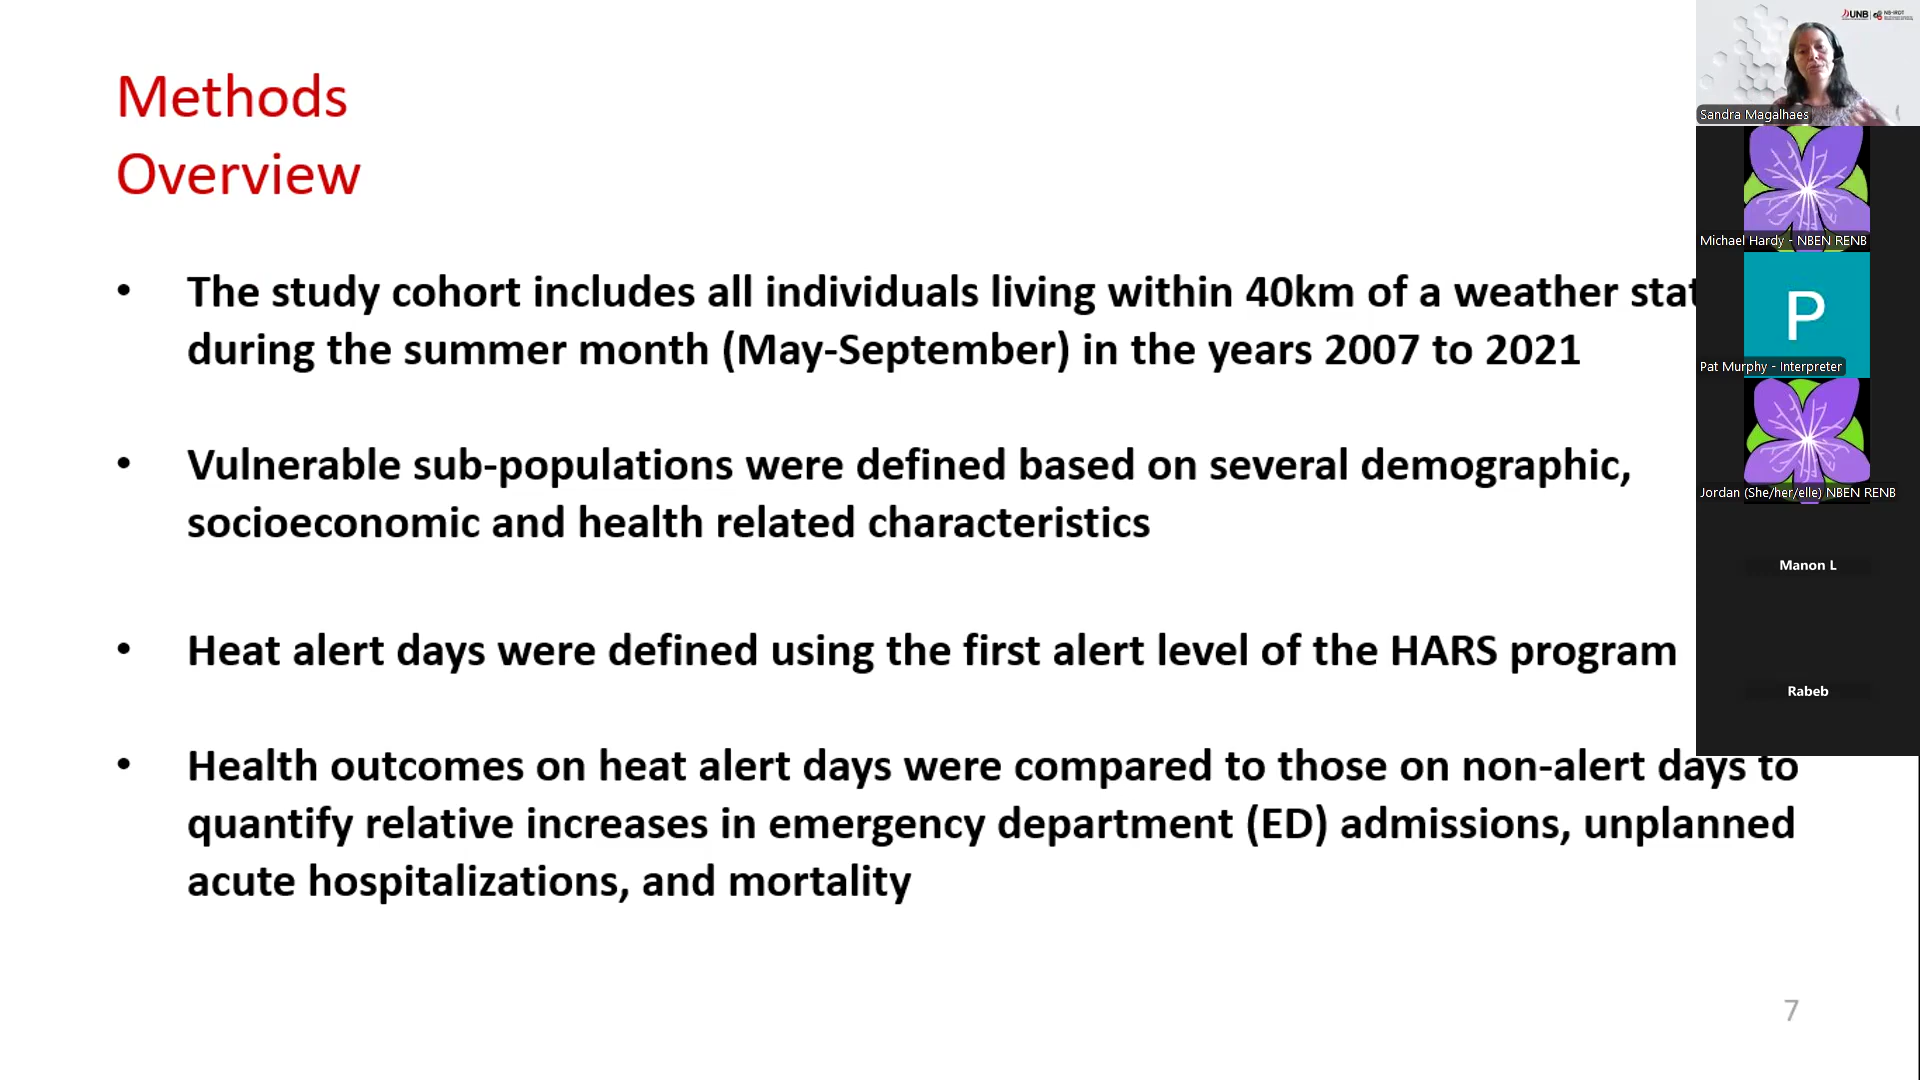 Methods
Overview
• The study cohort includes all individuals living within 40km of a weather
during the summer month (May-September) in the years 2007 to 2021
• Vulnerable sub-populations were defined based on several demographic,
socioeconomic and health related characteristics
• Heat alert days were defined using the first alert level of the HARS program
• Health outcomes on heat alert days were compared to those on non-alert days to
quantify relative increases in emergency department (ED) admissions, unplanned
acute hospitalizations, and mortality
7
UNB
Sandra Magalhaes
Michael Hardy - NBEN RENB
P
Pat Murphy - Interpreter
Jordan (She/her/elle) NBEN RENB
Manon L
Rabeb